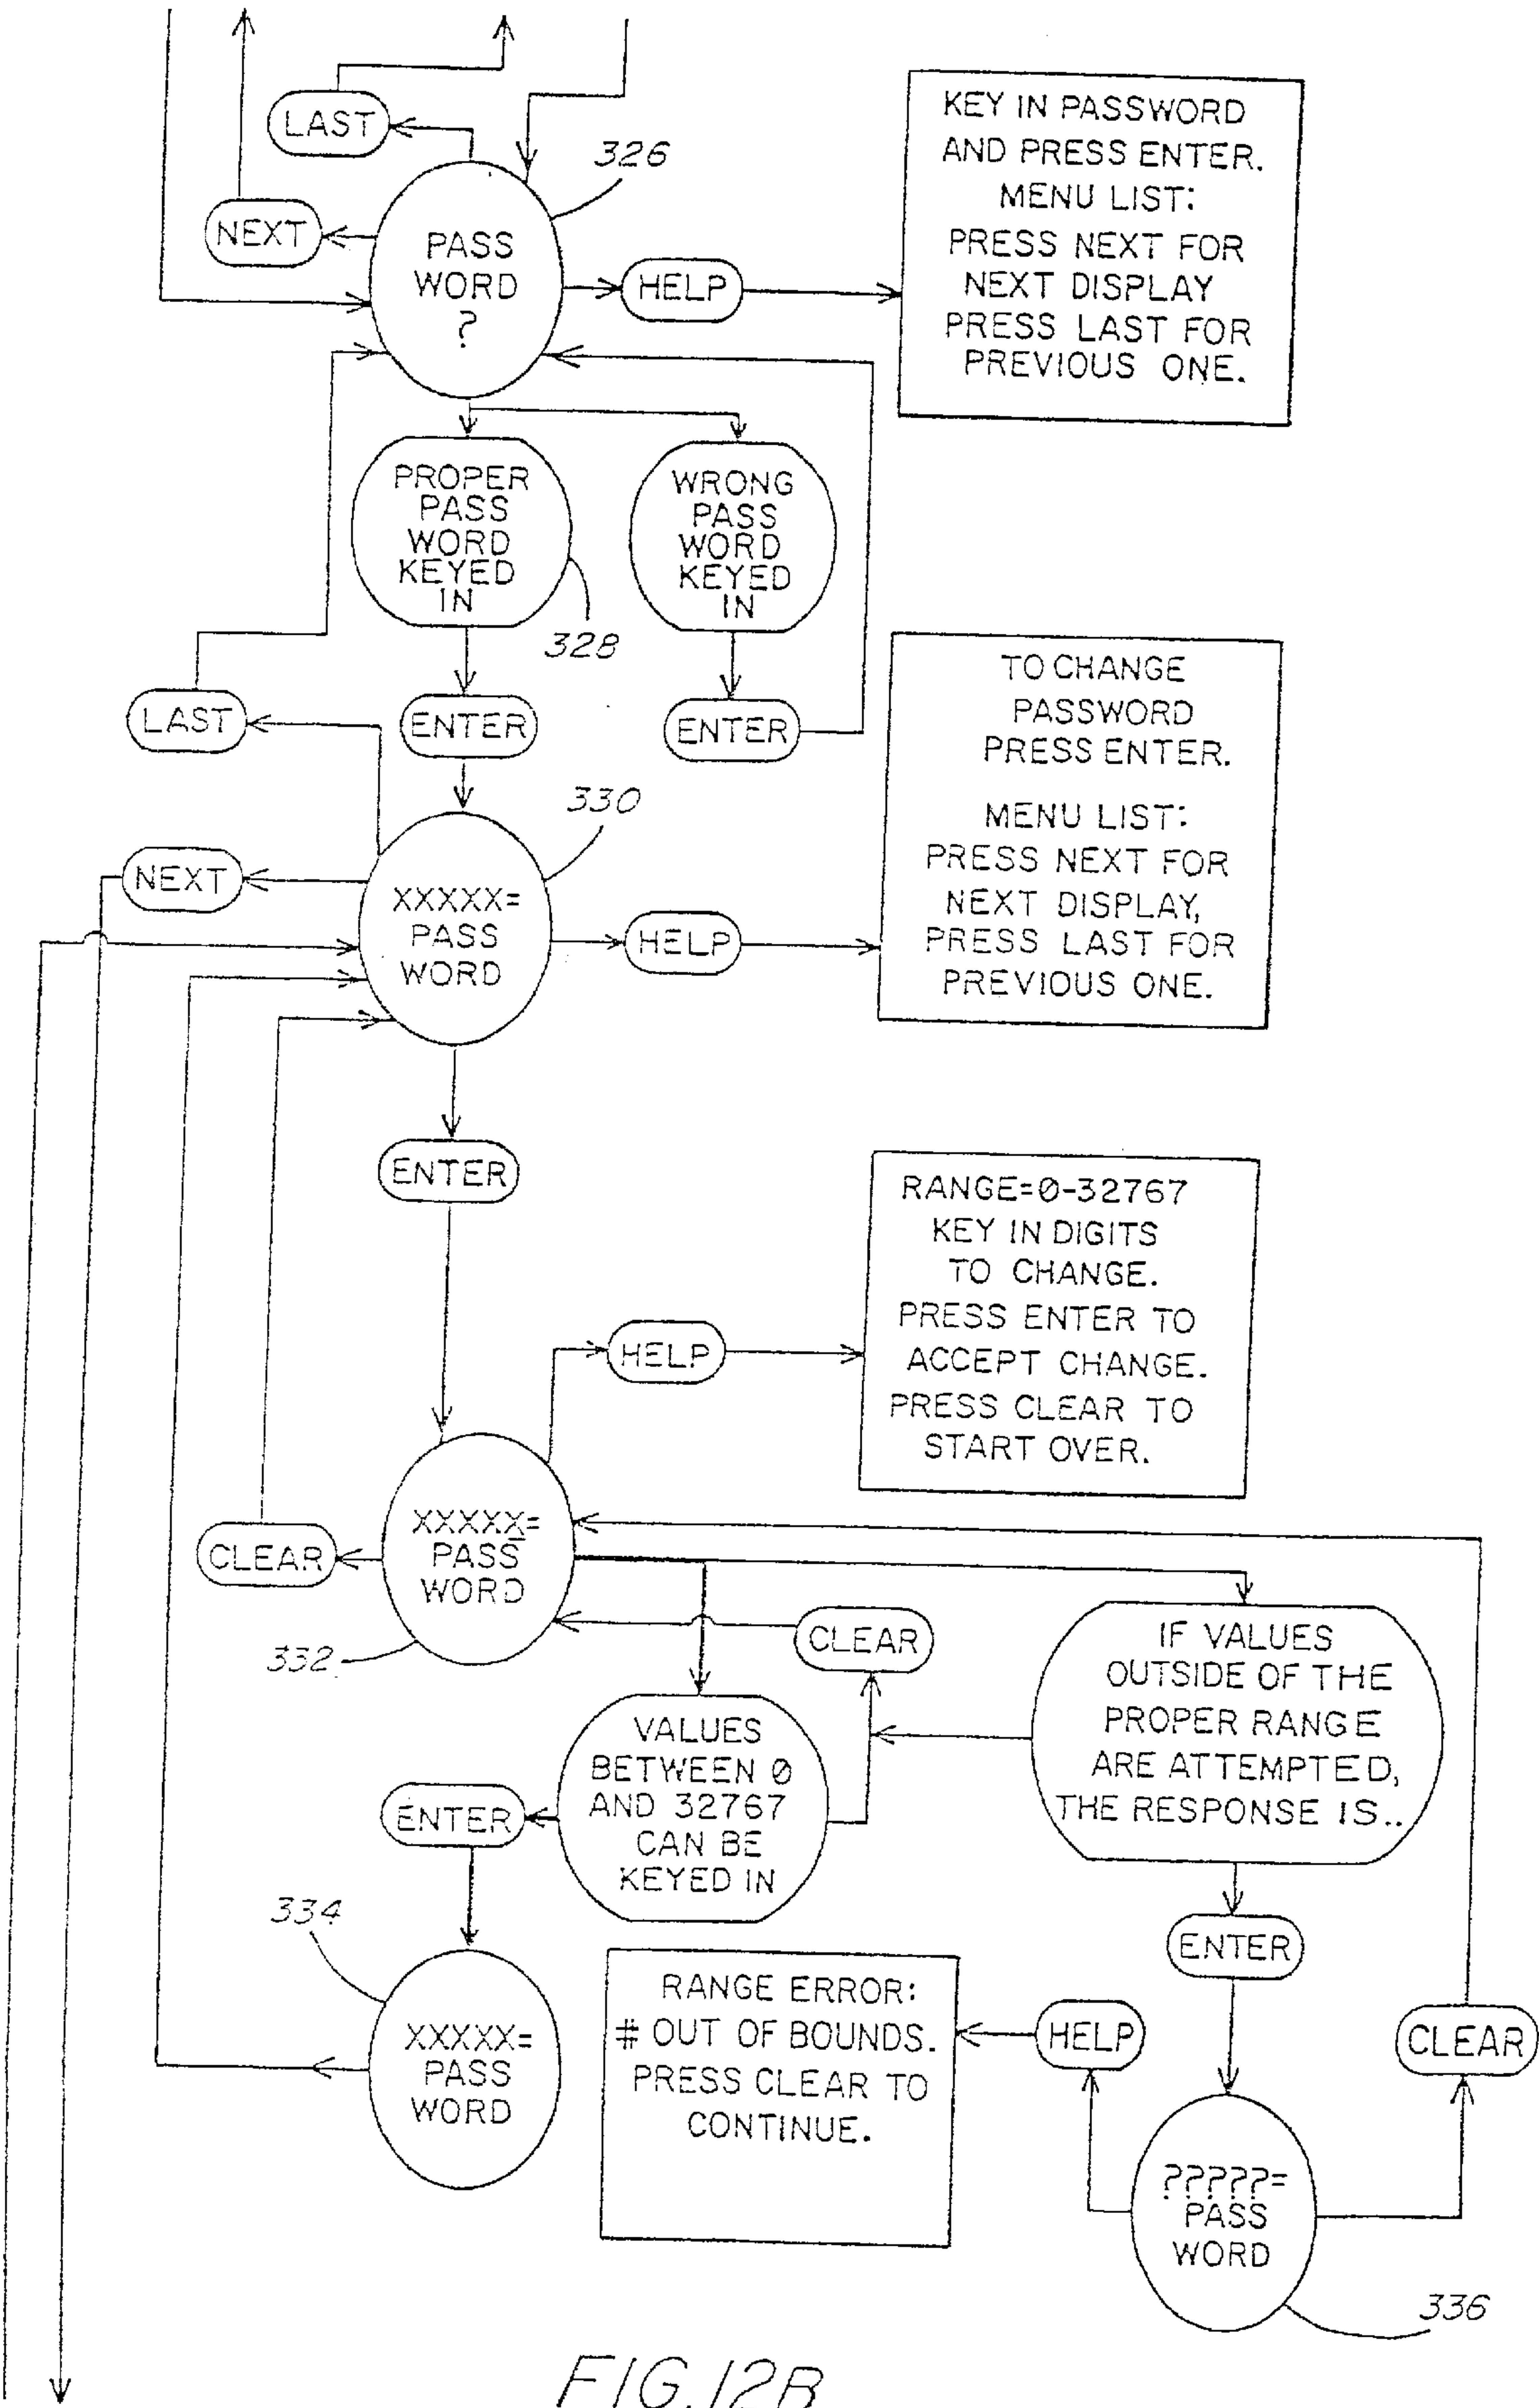 LAST
326
NEXT
PASS
WORD
?
HELP
KEY IN PASSWORD
AND PRESS ENTER.
MENU LIST:
PRESS NEXT FOR
NEXT DISPLAY
PRESS LAST FOR
PREVIOUS ONE.
PROPER
PASS
WORD
KEYED
IN
328
WRONG
PASS
WORD
KEYED
IN
LAST
ENTER
ENTER
TO CHANGE
PASSWORD
PRESS ENTER.
MENU LIST:
PRESS NEXT FOR
NEXT DISPLAY,
PRESS LAST FOR
PREVIOUS ONE.
330
NEXT
XXXXX=
PASS
WORD
HELP
ENTER
RANGE=0-32767
KEY IN DIGITS
TO CHANGE.
PRESS ENTER TO
ACCEPT CHANGE.
PRESS CLEAR TO
START OVER.
HELP
CLEAR
XXXXX=
PASS
WORD
332
CLEAR
IF VALUES
OUTSIDE OF THE
PROPER RANGE
ARE ATTEMPTED,
THE RESPONSE IS..
VALUES
BETWEEN 0
AND 32767
CAN BE
KEYED IN
ENTER
334
XXXXX=
PASS
WORD
RANGE ERROR:
# OUT OF BOUNDS.
PRESS CLEAR TO
CONTINUE.
ENTER
HELP
CLEAR
?????=
PASS
WORD
336
FIG.12B